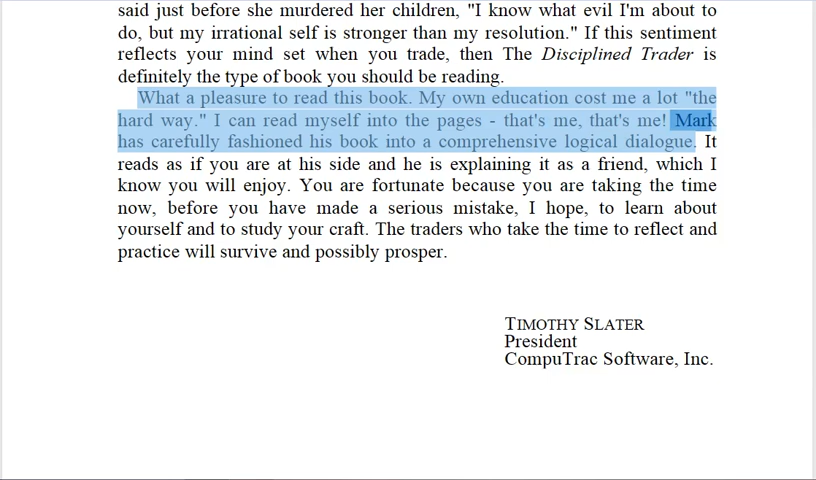 said just before she murdered her children, "I know what evil I'm about to
do, but my irrational self is stronger than my resolution." If this sentiment
reflects your mind set when you trade, then The Disciplined Trader is
definitely the type of book you should be reading.
What a pleasure to read this book. My own education cost me a lot "the
hard way." I can read myself into the pages - that's me, that's me! Mark
has carefully fashioned his book into a comprehensive logical dialogue. It
reads as if you are at his side and he is explaining it as a friend, which I
know you will enjoy. You are fortunate because you are taking the time
now, before you have made a serious mistake, I hope, to learn about
yourself and to study your craft. The traders who take the time to reflect and
practice will survive and possibly prosper.
TIMOTHY SLATER
President
CompuTrac Software, Inc.